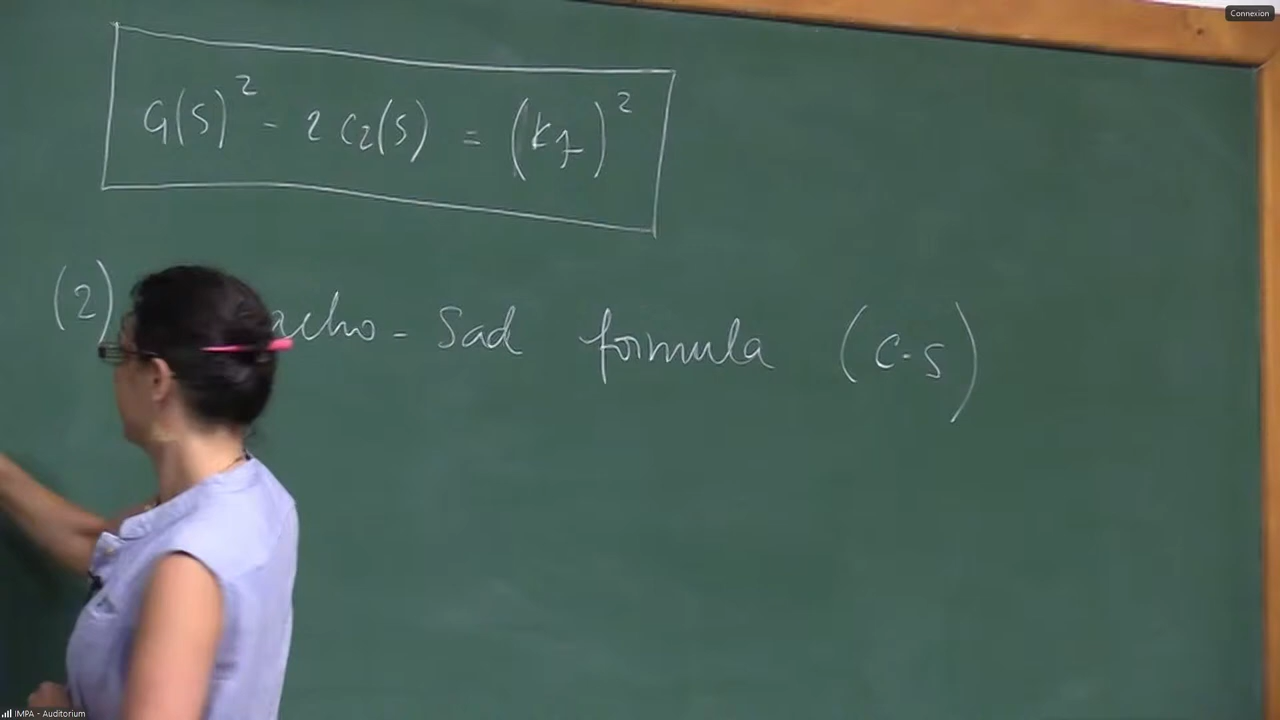 Connexion
C₁(S)² - 2 C₂(S) = (K_f)²
(2) acho - Sad formula (C-S)
IMPA - Auditorium